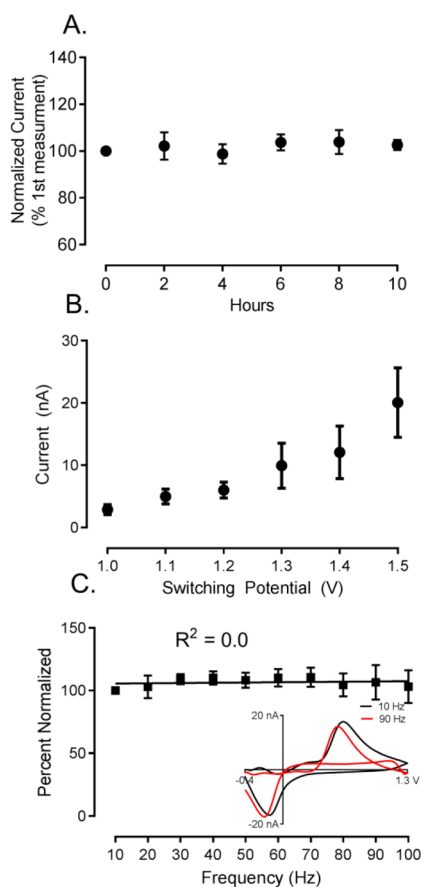 A.
Normalized Current
(% 1st measurment)
140
120
100
80
60
0 2 4 6 8 10
Hours
B.
Current (nA)
30
20
10
0
1.0 1.1 1.2 1.3 1.4 1.5
Switching Potential (V)
C.
Percent Normalized
150
100
50
0
R² = 0.0
10 Hz
90 Hz
20 nA
-0.4
1.3 V
-20 nA
10 20 30 40 50 60 70 80 90 100
Frequency (Hz)